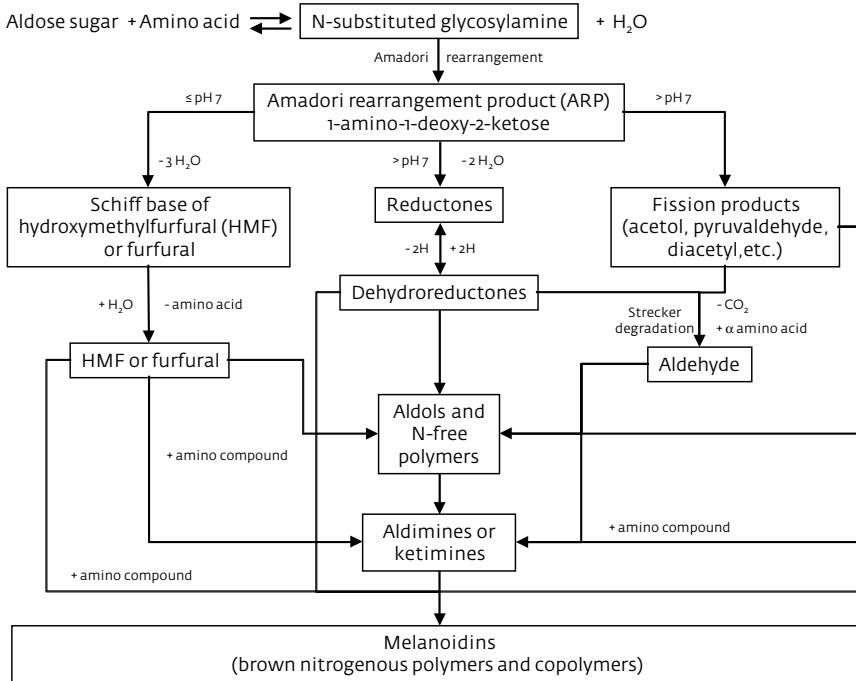 Aldose sugar + Amino acid
N-substituted glycosylamine
+ H₂O
Amadori rearrangement
≤ pH 7
Amadori rearrangement product (ARP)
1-amino-1-deoxy-2-ketose
> pH 7
- 3 H₂O
> pH 7 - 2 H₂O
Schiff base of
hydroxymethylfurfural (HMF)
or furfural
Reductones
Fission products
(acetol, pyruvaldehyde,
diacetyl,etc.)
- 2H + 2H
+ H₂O - amino acid
Dehydroreductones
Strecker
degradation
- CO₂
+ α amino acid
HMF or furfural
Aldehyde
Aldols and
N-free
polymers
+ amino compound
Aldimines or
ketimines
+ amino compound
+ amino compound
Melanoidins
(brown nitrogenous polymers and copolymers)